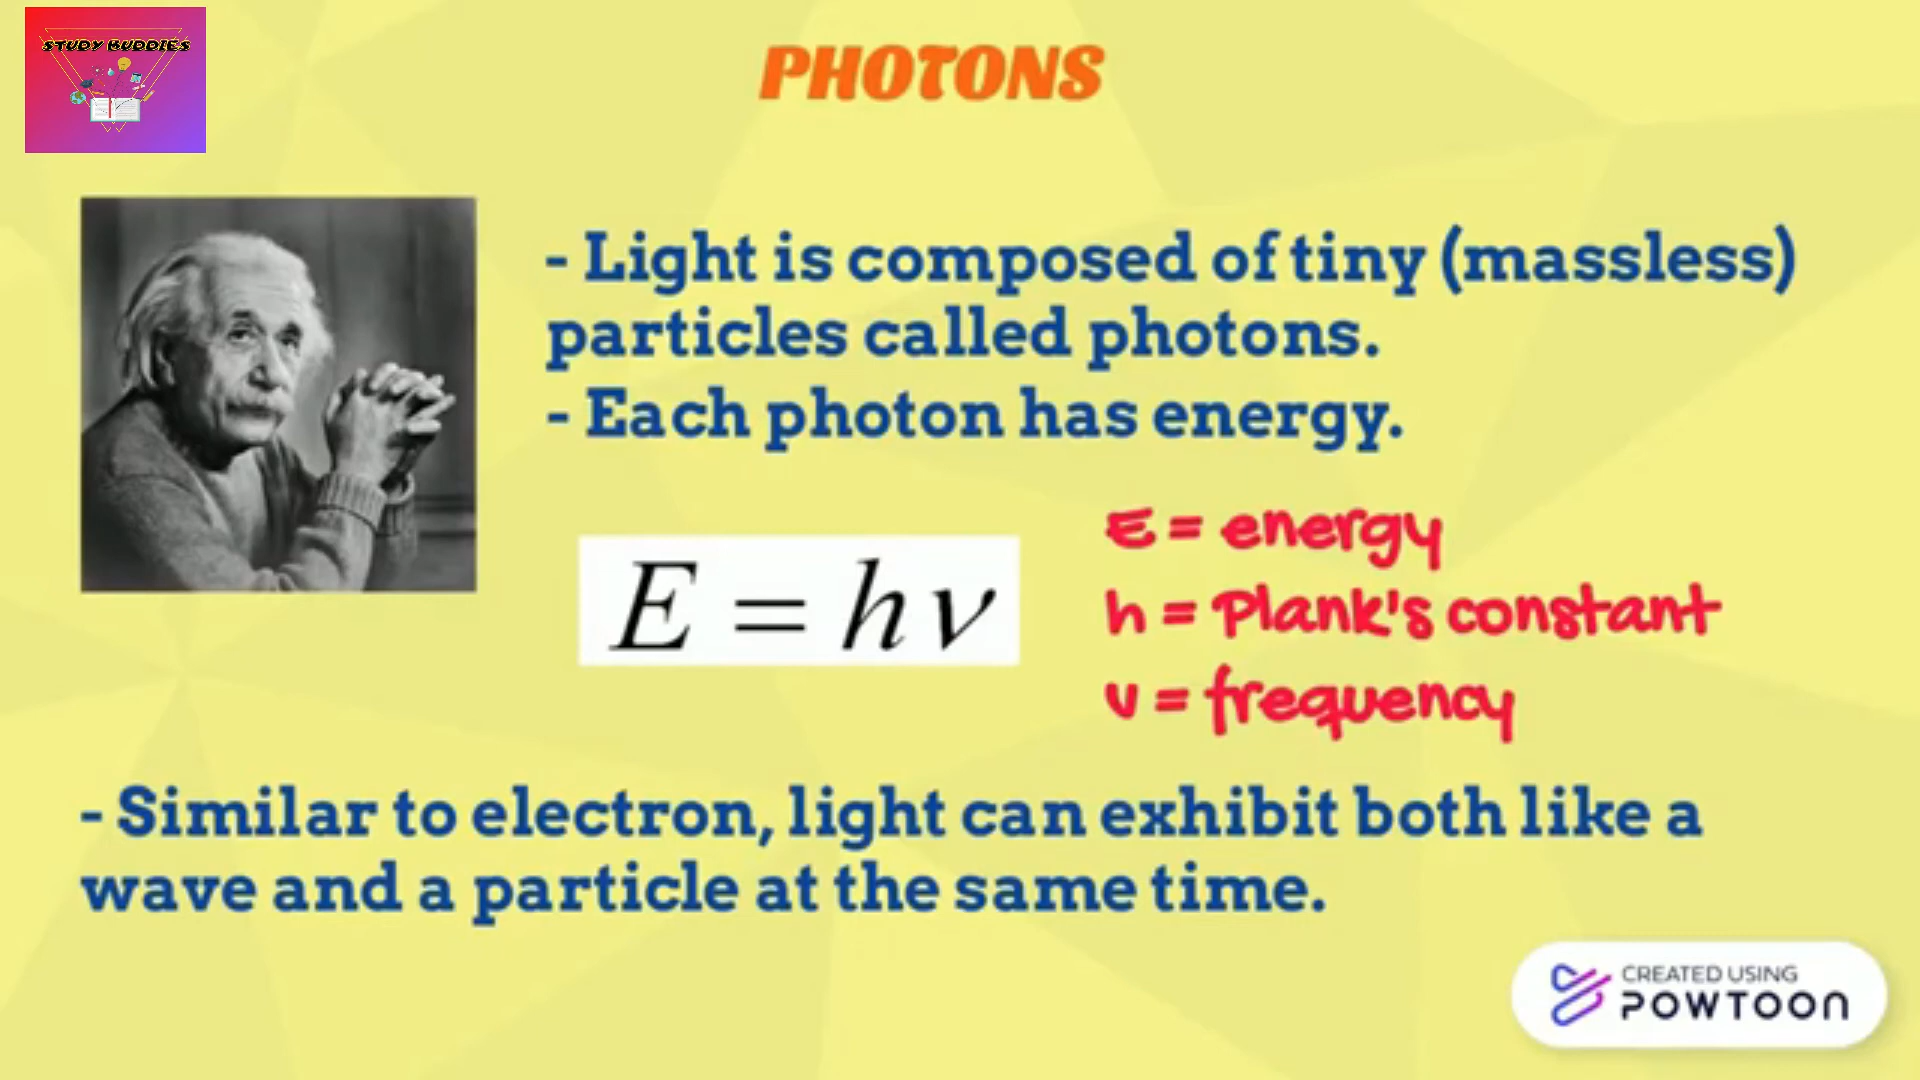 STUDY BUDDIES
PHOTONS
- Light is composed of tiny (massless)
particles called photons.
- Each photon has energy.
E = hν
E = energy
h = Plank's constant
v = frequency
- Similar to electron, light can exhibit both like a
wave and a particle at the same time.
CREATED USING
POWTOON